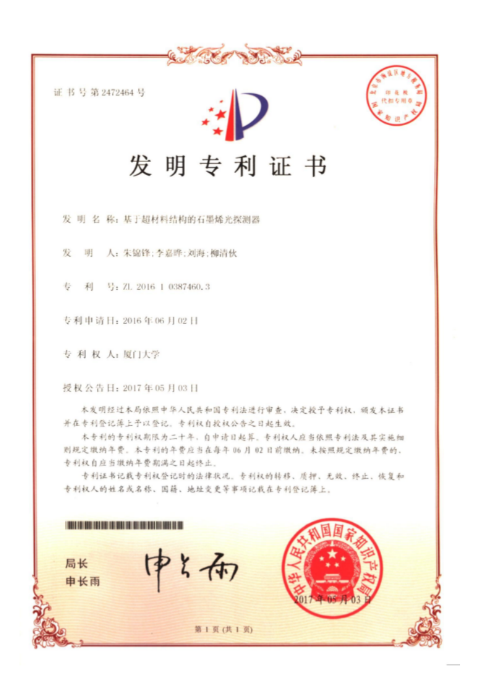 证书号第2472464号
发明专利证书
发 明 名 称：基于超材料结构的石墨烯光探测器
发 明 人：朱锦锋;李嘉晔;刘海;柳清伙
专 利 号：ZL 2016 1 0387460.3
专利申请日：2016年06月02日
专 利 权 人：厦门大学
授权公告日：2017年05月03日
本发明经过本局依照中华人民共和国专利法进行审查，决定授予专利权，颁发本证书
并在专利登记簿上予以登记。专利权自授权公告之日起生效。
本专利的专利权期限为二十年，自申请日起算。专利权人应当依照专利法及其实施细
则规定缴纳年费。本专利的年费应当在每年06月02日前缴纳。未按照规定缴纳年费的，
专利权自应当缴纳年费期满之日起终止。
专利证书记载专利权登记时的法律状况。专利权的转移、质押、无效、终止、恢复和
专利权人的姓名或名称、国籍、地址变更等事项记载在专利登记簿上。
局长
申长雨
申长雨
中华人民共和国国家知识产权局
2017年05月03日
第1页(共1页)